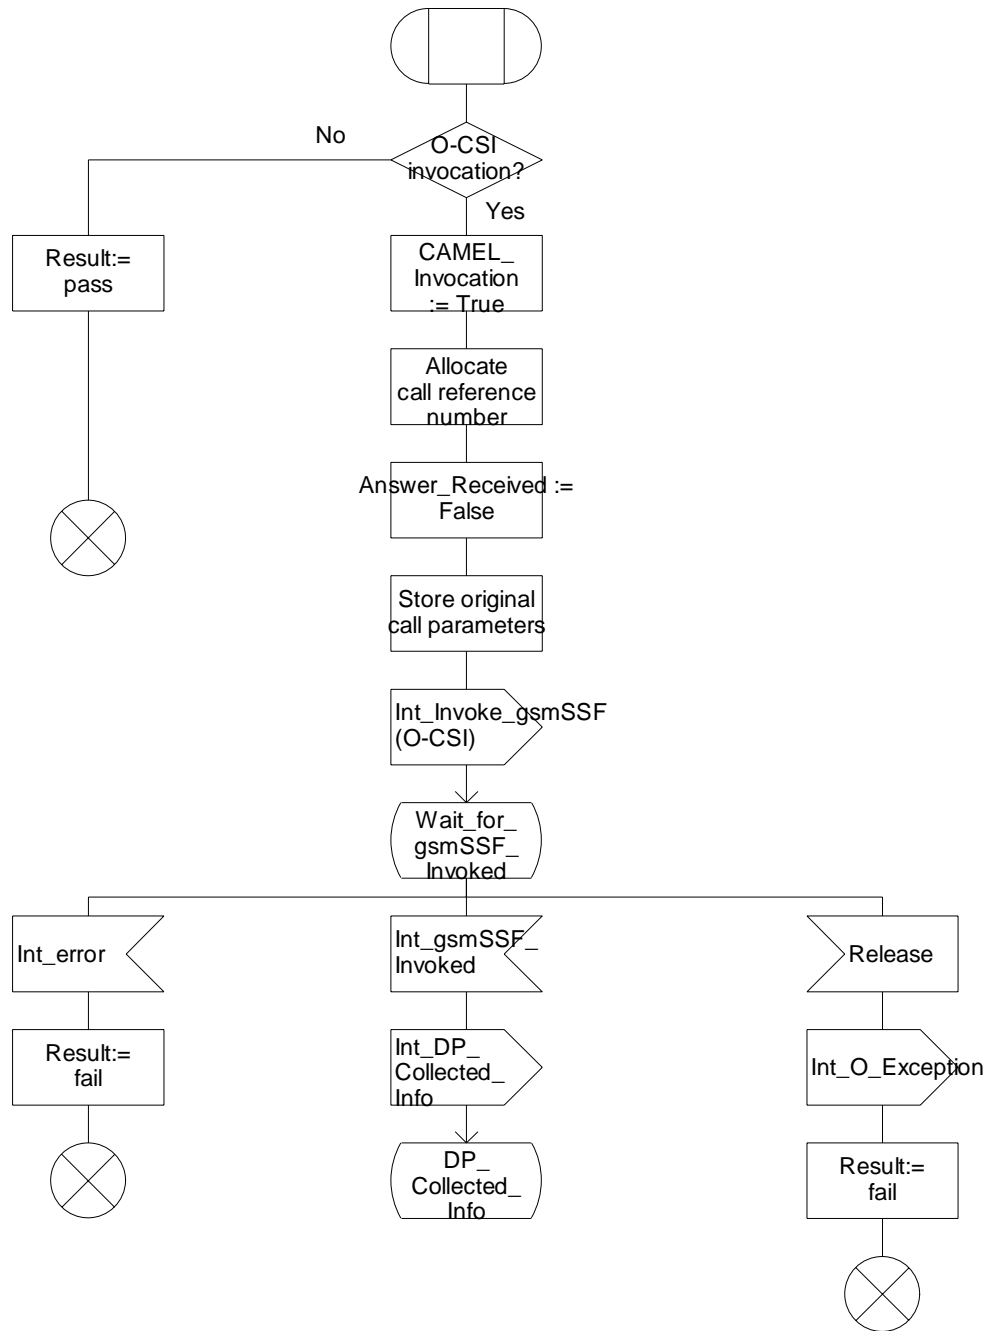 No
O-CSI
invocation?
Yes
Result:=
pass
CAMEL_
Invocation
:= True
Allocate
call reference
number
Answer_Received :=
False
Store original
call parameters
Int_Invoke_gsmSSF
(O-CSI)
Wait_for_
gsmSSF_
Invoked
Int_error
Int_gsmSSF_
Invoked
Release
Result:=
fail
Int_DP_
Collected_
Info
Int_O_Exception
DP_
Collected_
Info
Result:=
fail